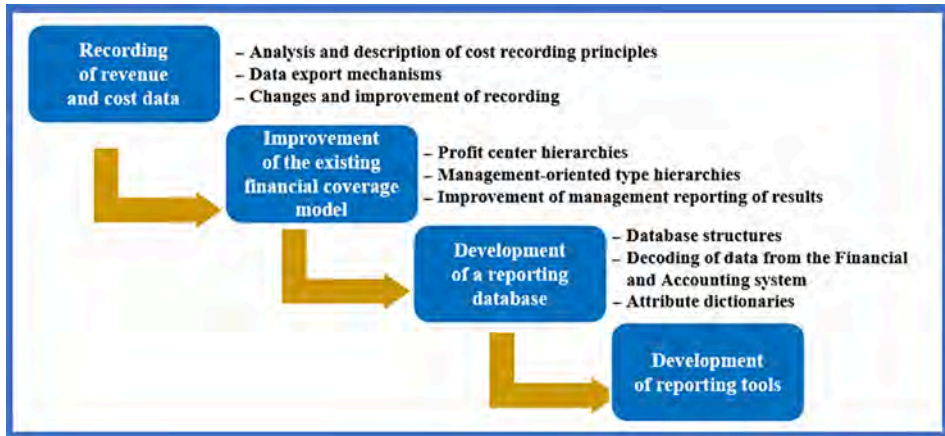 Recording
of revenue
and cost data
– Analysis and description of cost recording principles
– Data export mechanisms
– Changes and improvement of recording
Improvement
of the existing
financial coverage
model
– Profit center hierarchies
– Management-oriented type hierarchies
– Improvement of management reporting of results
Development
of a reporting
database
– Database structures
– Decoding of data from the Financial
and Accounting system
– Attribute dictionaries
Development
of reporting tools